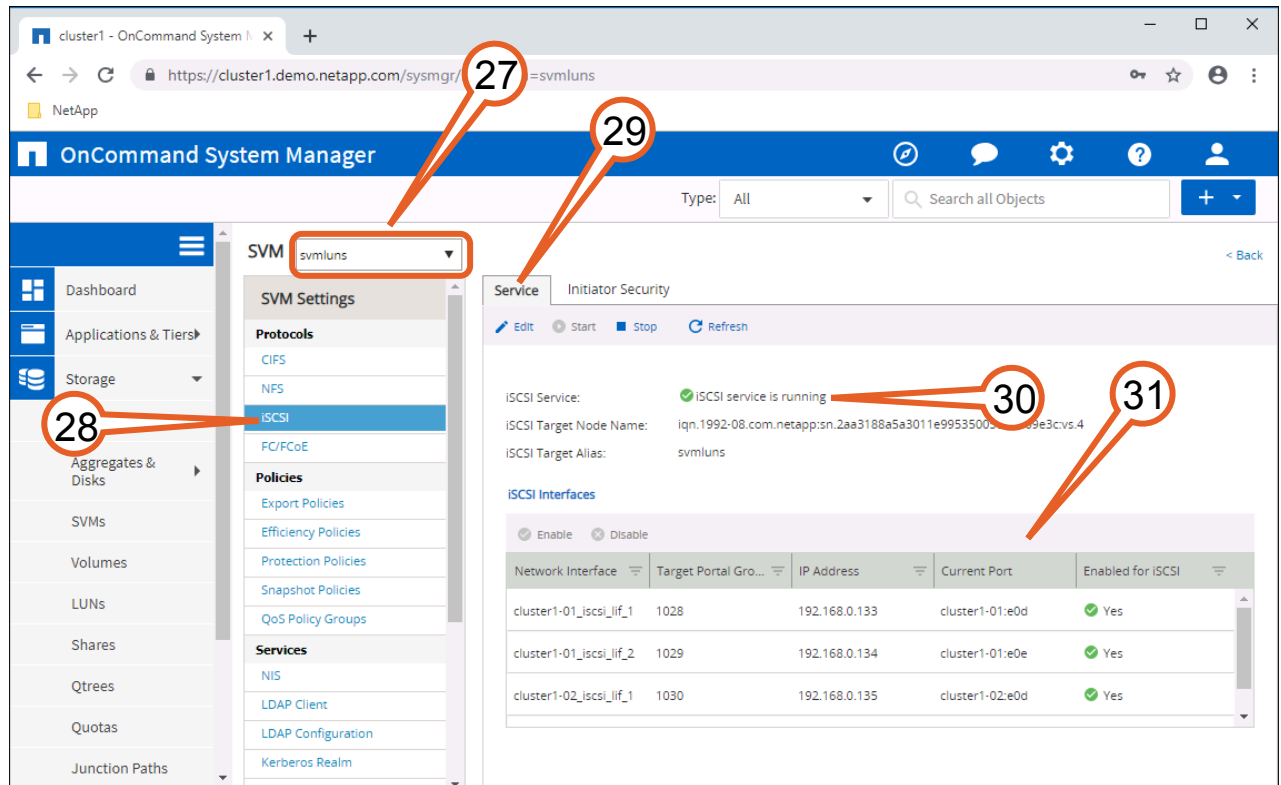 cluster1 - OnCommand System
https://cluster1.demo.netapp.com/sysmgr/ =svmluns
NetApp
27
29
OnCommand System Manager
Type: All Search all Objects
SVM svmluns
< Back
Dashboard
Applications & Tiers
Storage
Aggregates &
Disks
SVMs
Volumes
LUNs
Shares
Qtrees
Quotas
Junction Paths
28
SVM Settings
Protocols
CIFS
NFS
iSCSI
FC/FCoE
Policies
Export Policies
Efficiency Policies
Protection Policies
Snapshot Policies
QoS Policy Groups
Services
NIS
LDAP Client
LDAP Configuration
Kerberos Realm
Service Initiator Security
Edit Start Stop Refresh
iSCSI Service: iSCSI service is running
30
31
iSCSI Target Node Name: iqn.1992-08.com.netapp:sn.2aa3188a5a3011e995350 9e3c:vs.4
iSCSI Target Alias: svmluns
iSCSI Interfaces
Enable Disable
Network Interface Target Portal Gro... IP Address Current Port Enabled for iSCSI
cluster1-01_iscsi_lif_1 1028 192.168.0.133 cluster1-01:e0d Yes
cluster1-01_iscsi_lif_2 1029 192.168.0.134 cluster1-01:e0e Yes
cluster1-02_iscsi_lif_1 1030 192.168.0.135 cluster1-02:e0d Yes